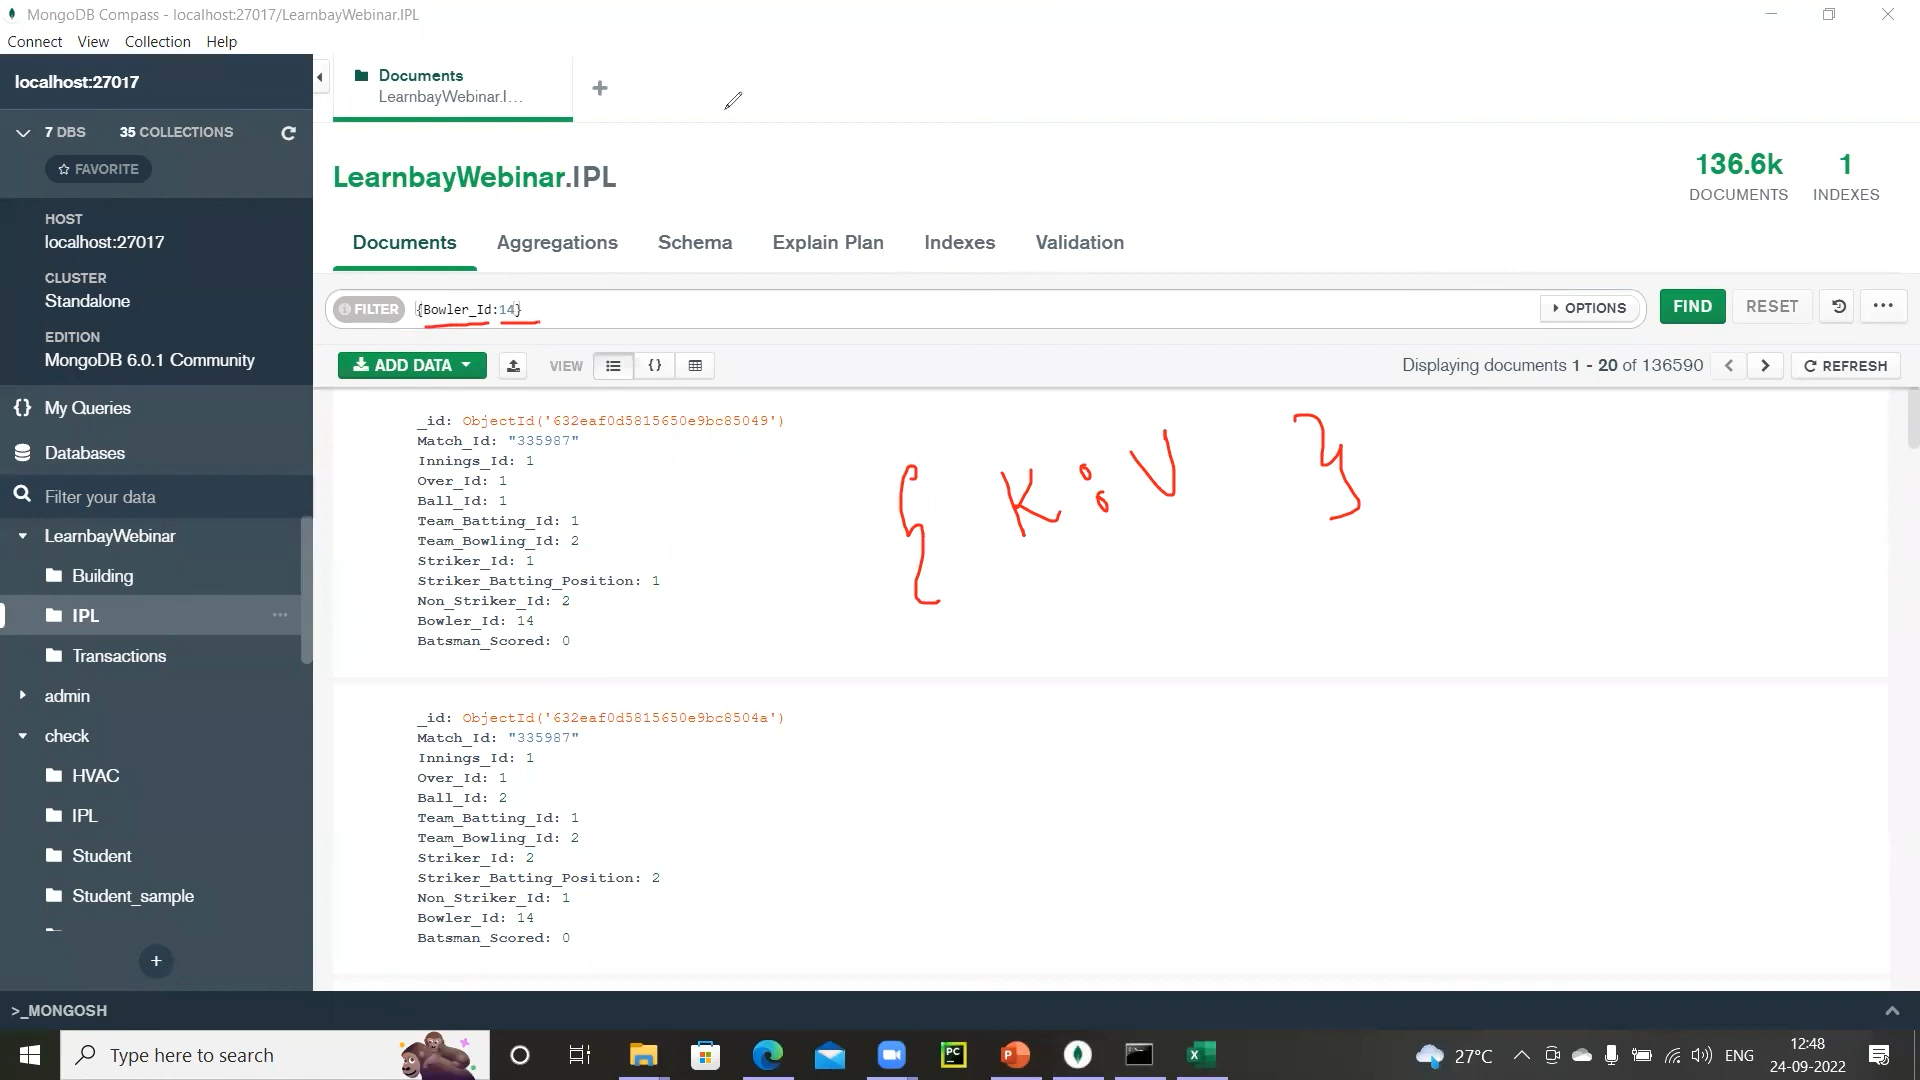 MongoDB Compass - localhost:27017/LearnbayWebinar.IPL
Connect View Collection Help
localhost:27017
7 DBS 35 COLLECTIONS
FAVORITE
HOST
localhost:27017
CLUSTER
Standalone
EDITION
MongoDB 6.0.1 Community
My Queries
Databases
Filter your data
LearnbayWebinar
Building
IPL
Transactions
admin
check
HVAC
IPL
Student
Student_sample
Documents
LearnbayWebinar.I...
LearnbayWebinar.IPL
136.6k
DOCUMENTS
1
INDEXES
Documents Aggregations Schema Explain Plan Indexes Validation
FILTER {Bowler_Id:14} OPTIONS FIND RESET
ADD DATA VIEW {} Displaying documents 1 - 20 of 136590 REFRESH
_id: ObjectId('632eaf0d5815650e9bc85049')
Match_Id: "335987"
Innings_Id: 1
Over_Id: 1
Ball_Id: 1
Team_Batting_Id: 1
Team_Bowling_Id: 2
Striker_Id: 1
Striker_Batting_Position: 1
Non_Striker_Id: 2
Bowler_Id: 14
Batsman_Scored: 0
{ K : V }
_id: ObjectId('632eaf0d5815650e9bc8504a')
Match_Id: "335987"
Innings_Id: 1
Over_Id: 1
Ball_Id: 2
Team_Batting_Id: 1
Team_Bowling_Id: 2
Striker_Id: 2
Striker_Batting_Position: 2
Non_Striker_Id: 1
Bowler_Id: 14
Batsman_Scored: 0
>_MONGOSH
Type here to search
PC
P
27°C
ENG
12:48
24-09-2022